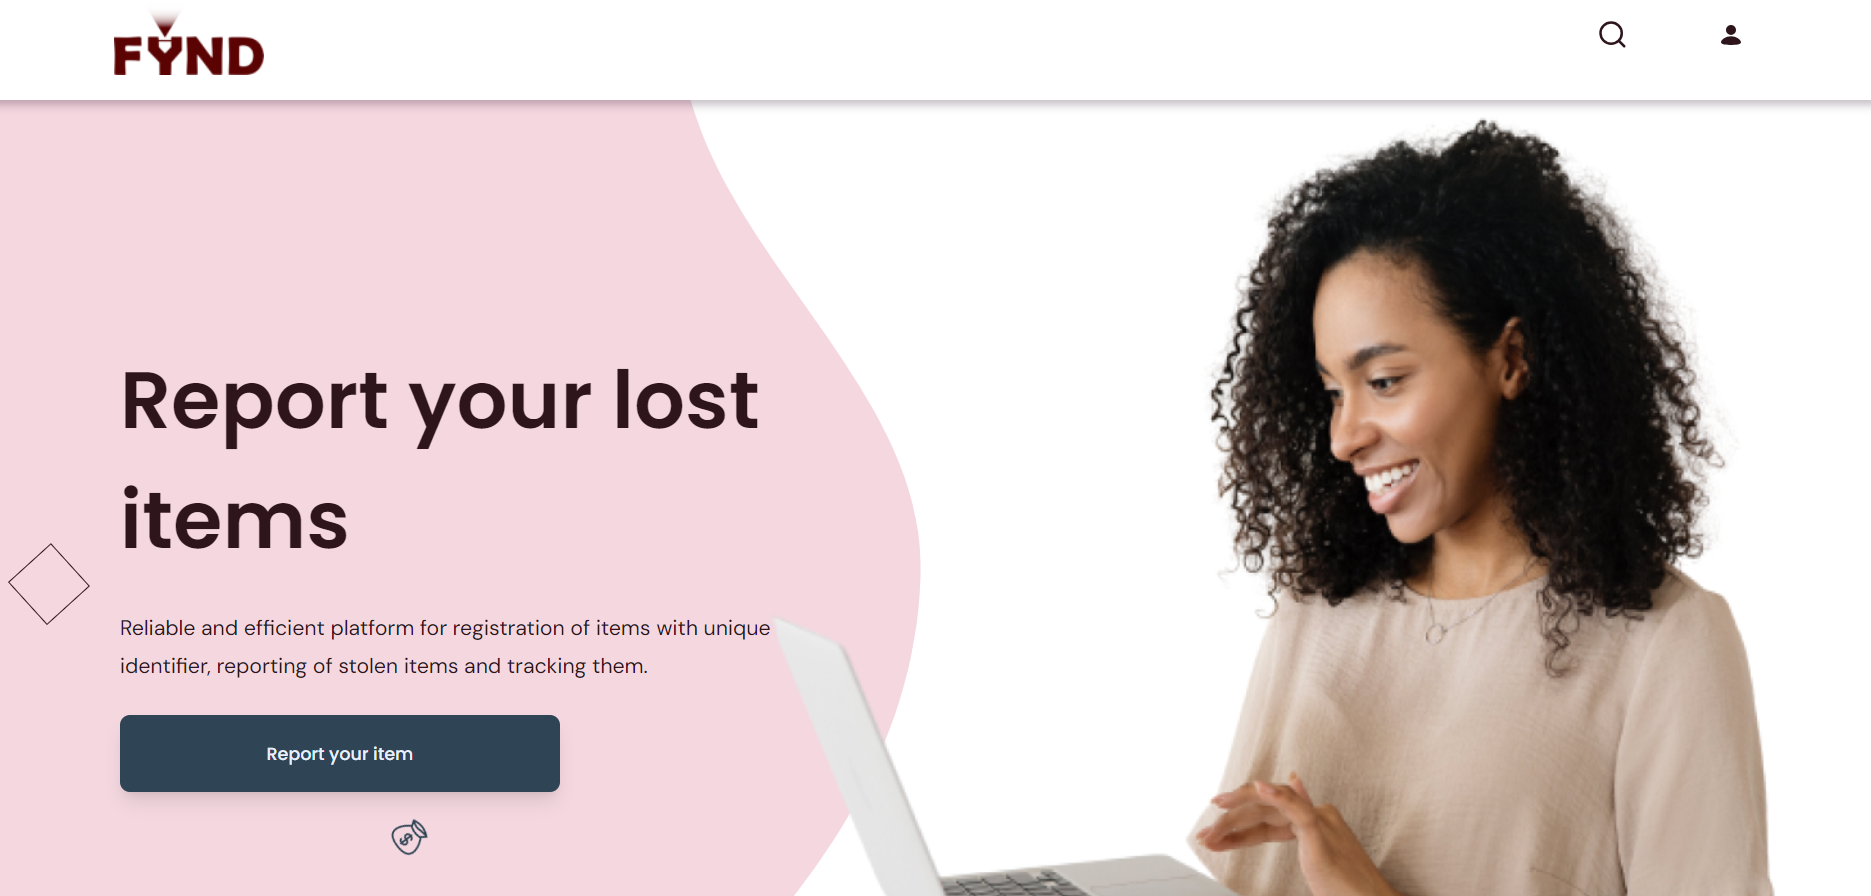 FYND
Report your lost
items
Reliable and efficient platform for registration of items with unique
identifier, reporting of stolen items and tracking them.
Report your item
$